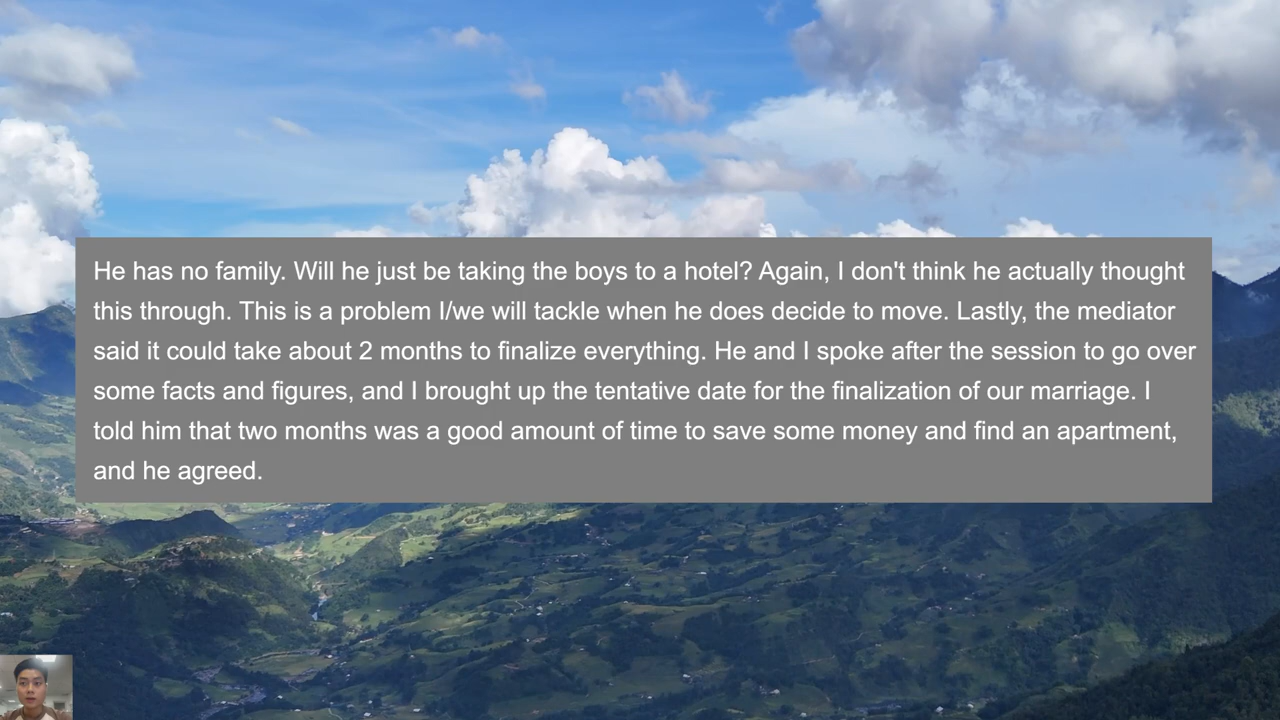 He has no family. Will he just be taking the boys to a hotel? Again, I don't think he actually thought
this through. This is a problem I/we will tackle when he does decide to move. Lastly, the mediator
said it could take about 2 months to finalize everything. He and I spoke after the session to go over
some facts and figures, and I brought up the tentative date for the finalization of our marriage. I
told him that two months was a good amount of time to save some money and find an apartment,
and he agreed.